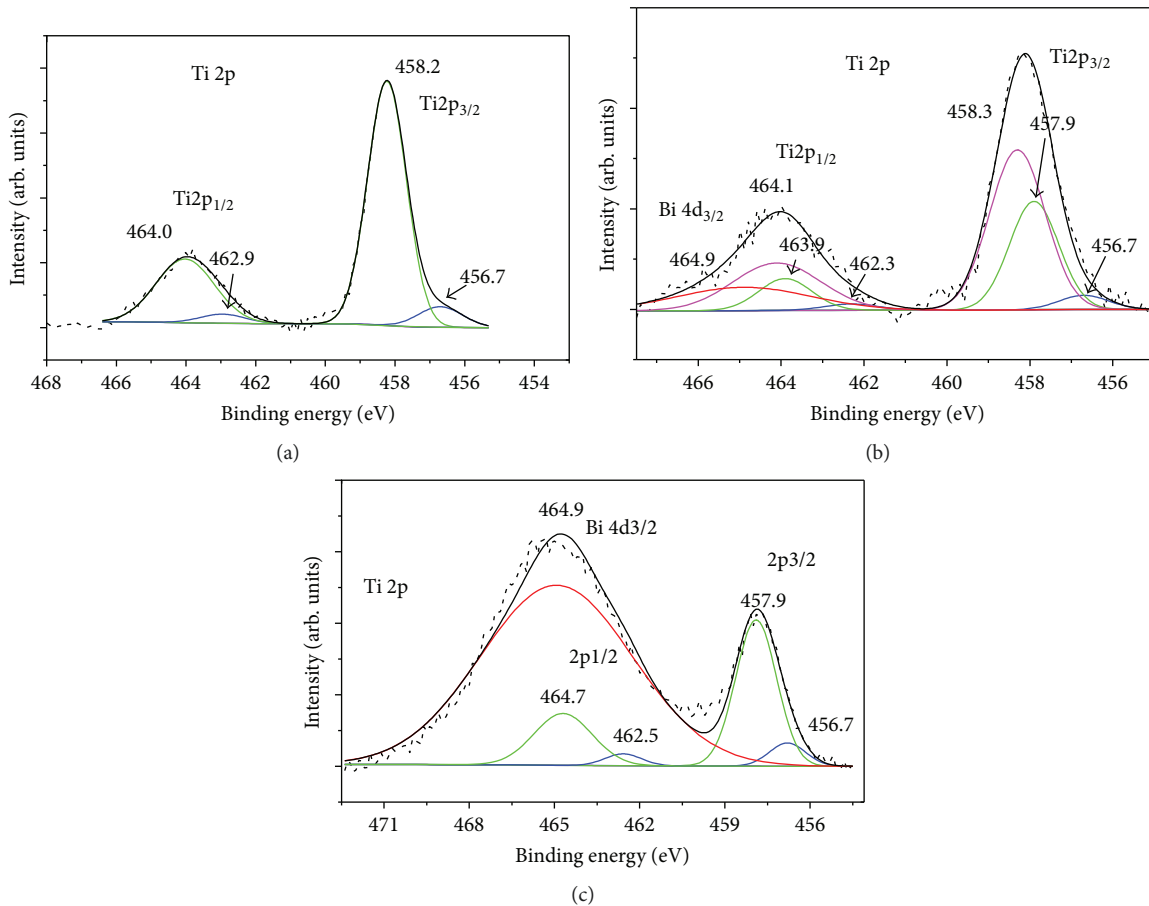 Ti 2p
458.2
Ti2p3/2
Ti2p1/2
464.0
462.9
456.7
Intensity (arb. units)
468 466 464 462 460 458 456 454
Binding energy (eV)
(a)
Ti 2p
Ti2p3/2
458.3
457.9
Ti2p1/2
464.1
Bi 4d3/2
464.9
463.9
462.3
456.7
Intensity (arb. units)
466 464 462 460 458 456
Binding energy (eV)
(b)
464.9
Bi 4d3/2
2p3/2
Ti 2p
457.9
2p1/2
464.7
462.5
456.7
Intensity (arb. units)
471 468 465 462 459 456
Binding energy (eV)
(c)